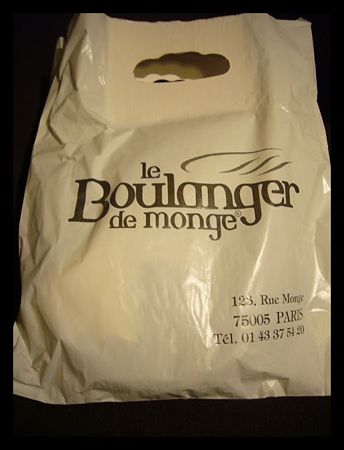 le
Boulanger
de monge®
123, Rue Monge
75005 PARIS
Tél. 01 43 37 54 20